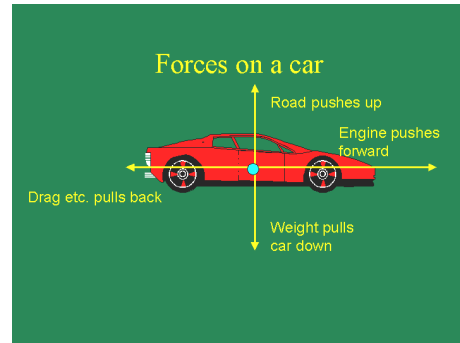 Forces on a car
Road pushes up
Engine pushes
forward
Drag etc. pulls back
Weight pulls
car down